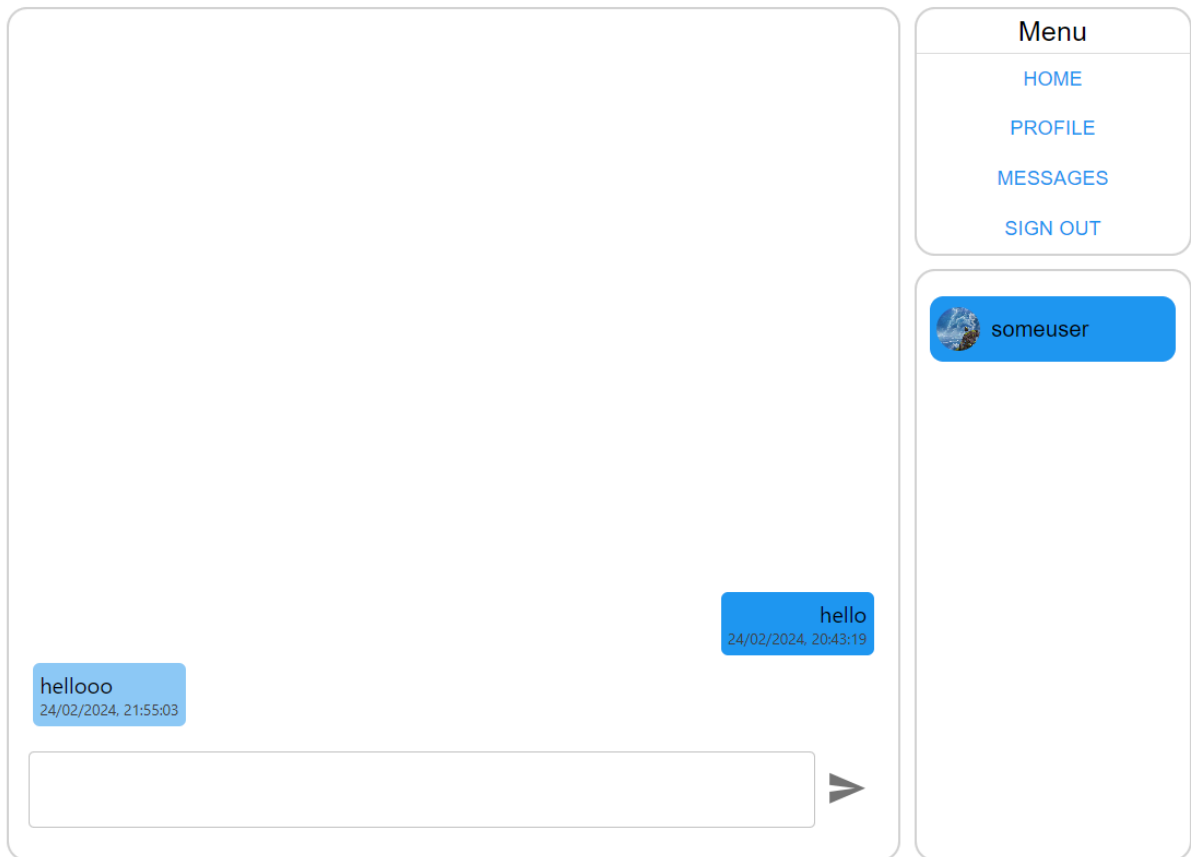 hello
24/02/2024, 20:43:19
hellooo
24/02/2024, 21:55:03
Menu
HOME
PROFILE
MESSAGES
SIGN OUT
someuser